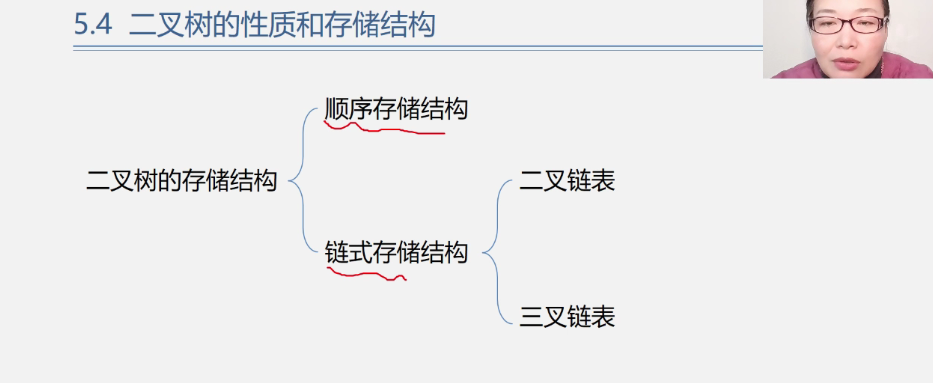 5.4 二叉树的性质和存储结构
顺序存储结构
二叉树的存储结构
二叉链表
链式存储结构
三叉链表